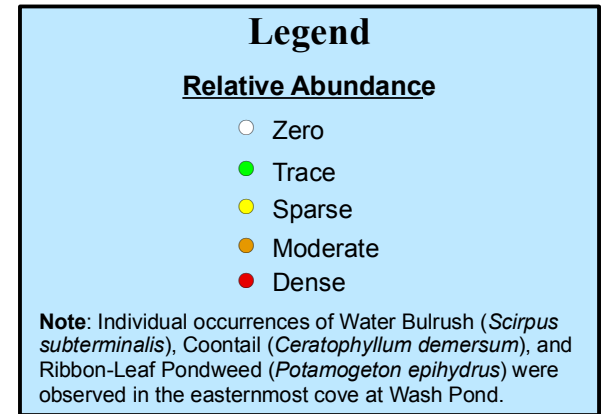 Legend
Relative Abundance
Zero
Trace
Sparse
Moderate
Dense
Note: Individual occurrences of Water Bulrush (Scirpus
subterminalis), Coontail (Ceratophyllum demersum), and
Ribbon-Leaf Pondweed (Potamogeton epihydrus) were
observed in the easternmost cove at Wash Pond.